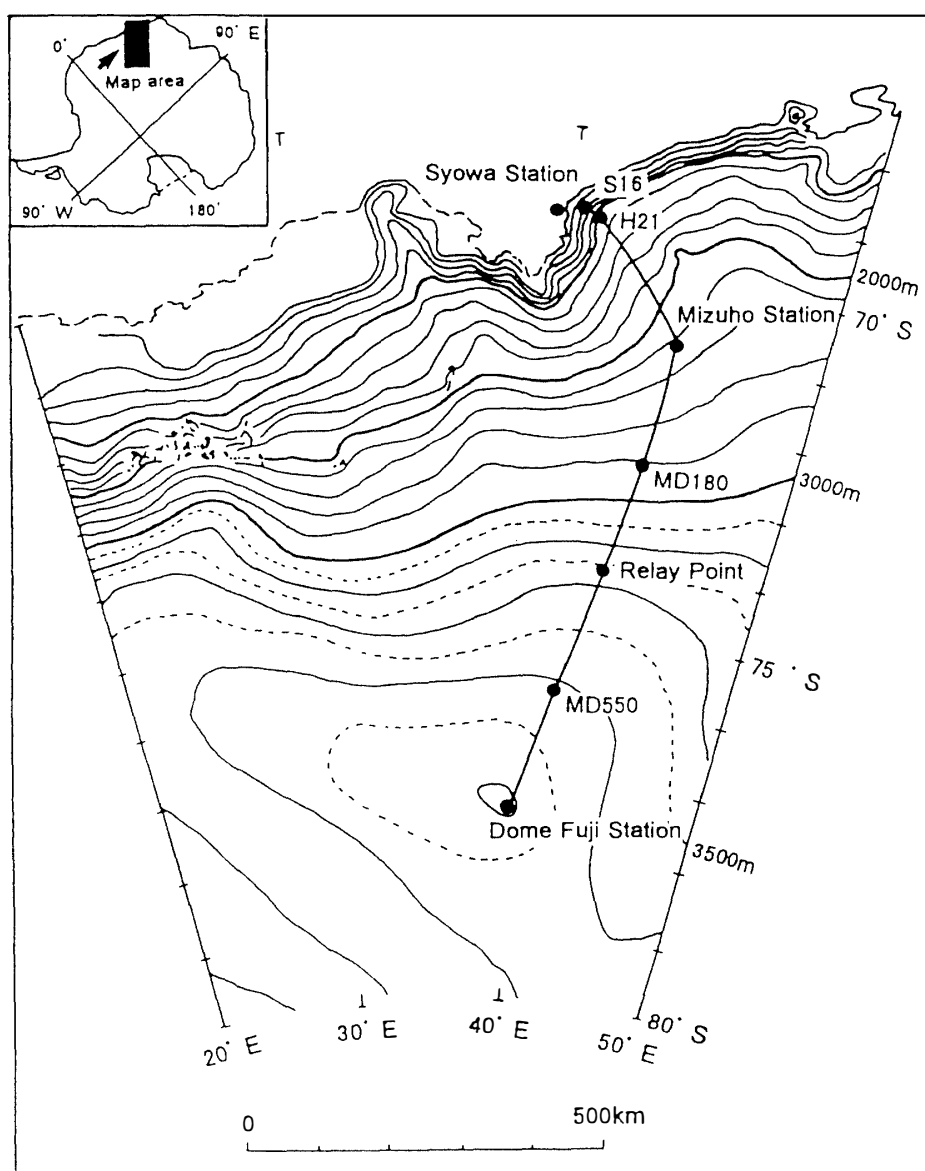 0° 90° E
Map area
90° W 180°
T T
Syowa Station
S16
H21
2000m
70° S
Mizuho Station
MD180
3000m
Relay Point
75° S
MD550
Dome Fuji Station
3500m
20° E
30° E
40° E
50° E
80° S
0 500km